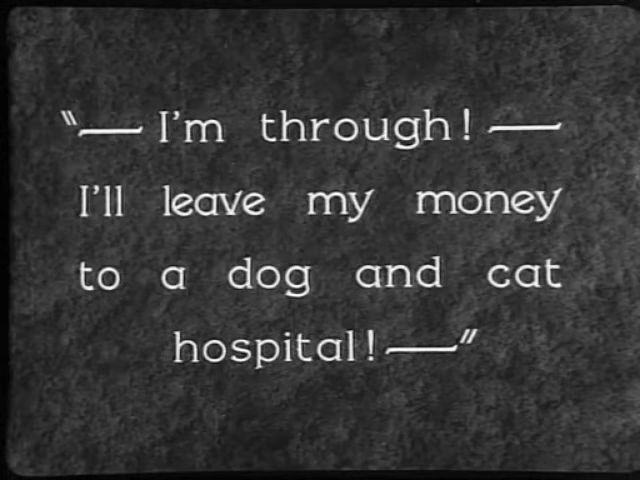 "— I'm through! —
I'll leave my money
to a dog and cat
hospital! —"